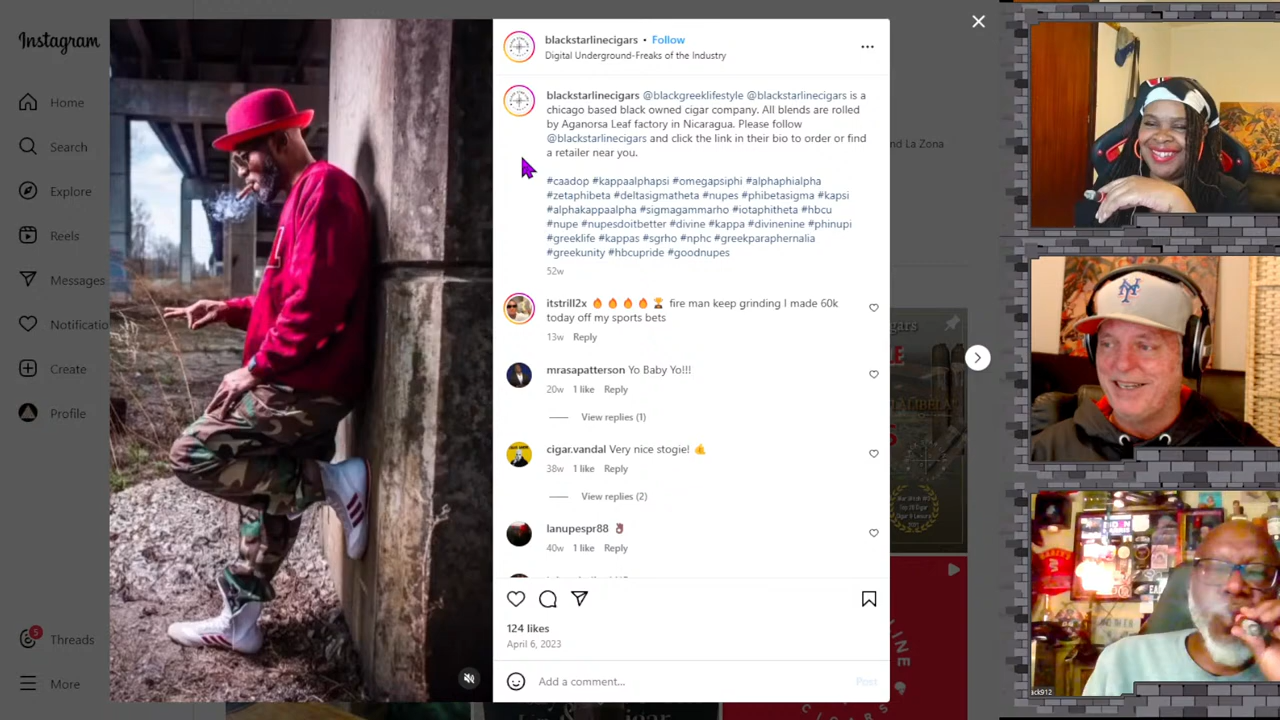 Instagram
Home
Search
Explore
Reels
Messages
Notificatio
Create
Profile
5
Threads
More
blackstarlinecigars • Follow
Digital Underground-Freaks of the Industry
blackstarlinecigars @blackgreeklifestyle @blackstarlinecigars is a
chicago based black owned cigar company. All blends are rolled
by Aganorsa Leaf factory in Nicaragua. Please follow
@blackstarlinecigars and click the link in their bio to order or find
a retailer near you.
#caadop #kappaalphapsi #omegapsiphi #alphaphialpha
#zetaphibeta #deltasigmatheta #nupes #phibetasigma #kapsi
#alphakappaalpha #sigmagammarho #iotaphitheta #hbcu
#nupe #nupesdoitbetter #divine #kappa #divinenine #phinupi
#greeklife #kappas #sgrho #nphc #greekparaphernalia
#greekunity #hbcupride #goodnupes
52w
itstrill2x 🔥 🔥 🔥 🔥 🏆 fire man keep grinding I made 60k
today off my sports bets
13w Reply
mrasapatterson Yo Baby Yo!!!
20w 1 like Reply
View replies (1)
cigar.vandal Very nice stogie! 🤙
38w 1 like Reply
View replies (2)
lanupespr88 👌🏿
40w 1 like Reply
124 likes
April 6, 2023
Add a comment...
Post
nd La Zona
LINE
ack912